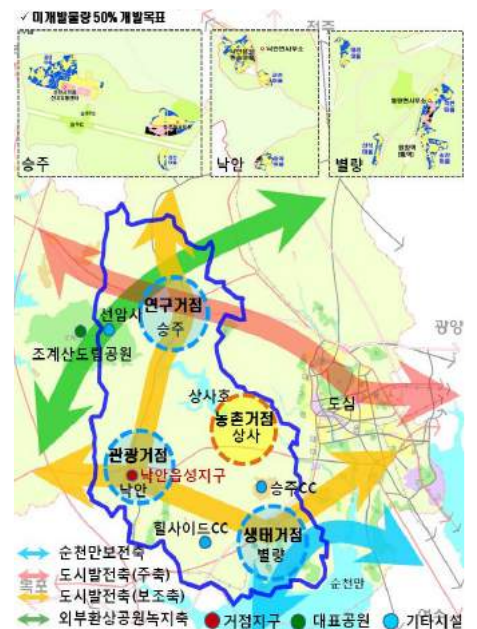 ✓ 미개발물량 50% 개발목표
전주
낙안면사무소
별량면사무소
승주
낙안
별량
연구거점
승주
선암사
조계산도립공원
광양
상사호
도심
농촌거점
상사
관광거점
낙안읍성지구
낙안
승주CC
힐사이드CC
생태거점
별량
순천만
순천만보전축
도시발전축(주축)
목포
도시발전축(보조축)
여수
외부환상공원녹지축
거점지구
대표공원
기타시설